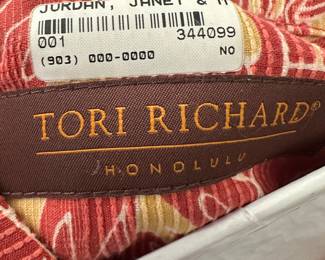 JORDAN, JANET &
001 344099
(903) 000-0000 NO
TORI RICHARD®
HONOLULU